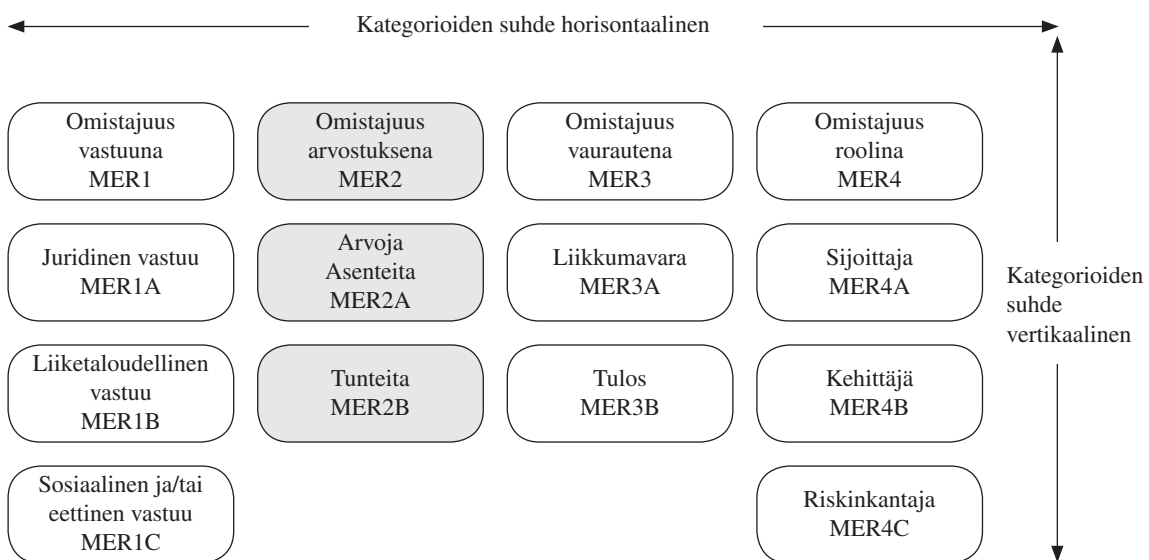 Kategorioiden suhde horisontaalinen
Omistajuus
vastuuna
MER1
Omistajuus
arvostuksena
MER2
Omistajuus
vaurautena
MER3
Omistajuus
roolina
MER4
Juridinen vastuu
MER1A
Arvoja
Asenteita
MER2A
Liikkumavara
MER3A
Sijoittaja
MER4A
Kategorioiden
suhde
vertikaalinen
Liiketaloudellinen
vastuu
MER1B
Tunteita
MER2B
Tulos
MER3B
Kehittäjä
MER4B
Sosiaalinen ja/tai
eettinen vastuu
MER1C
Riskinkantaja
MER4C